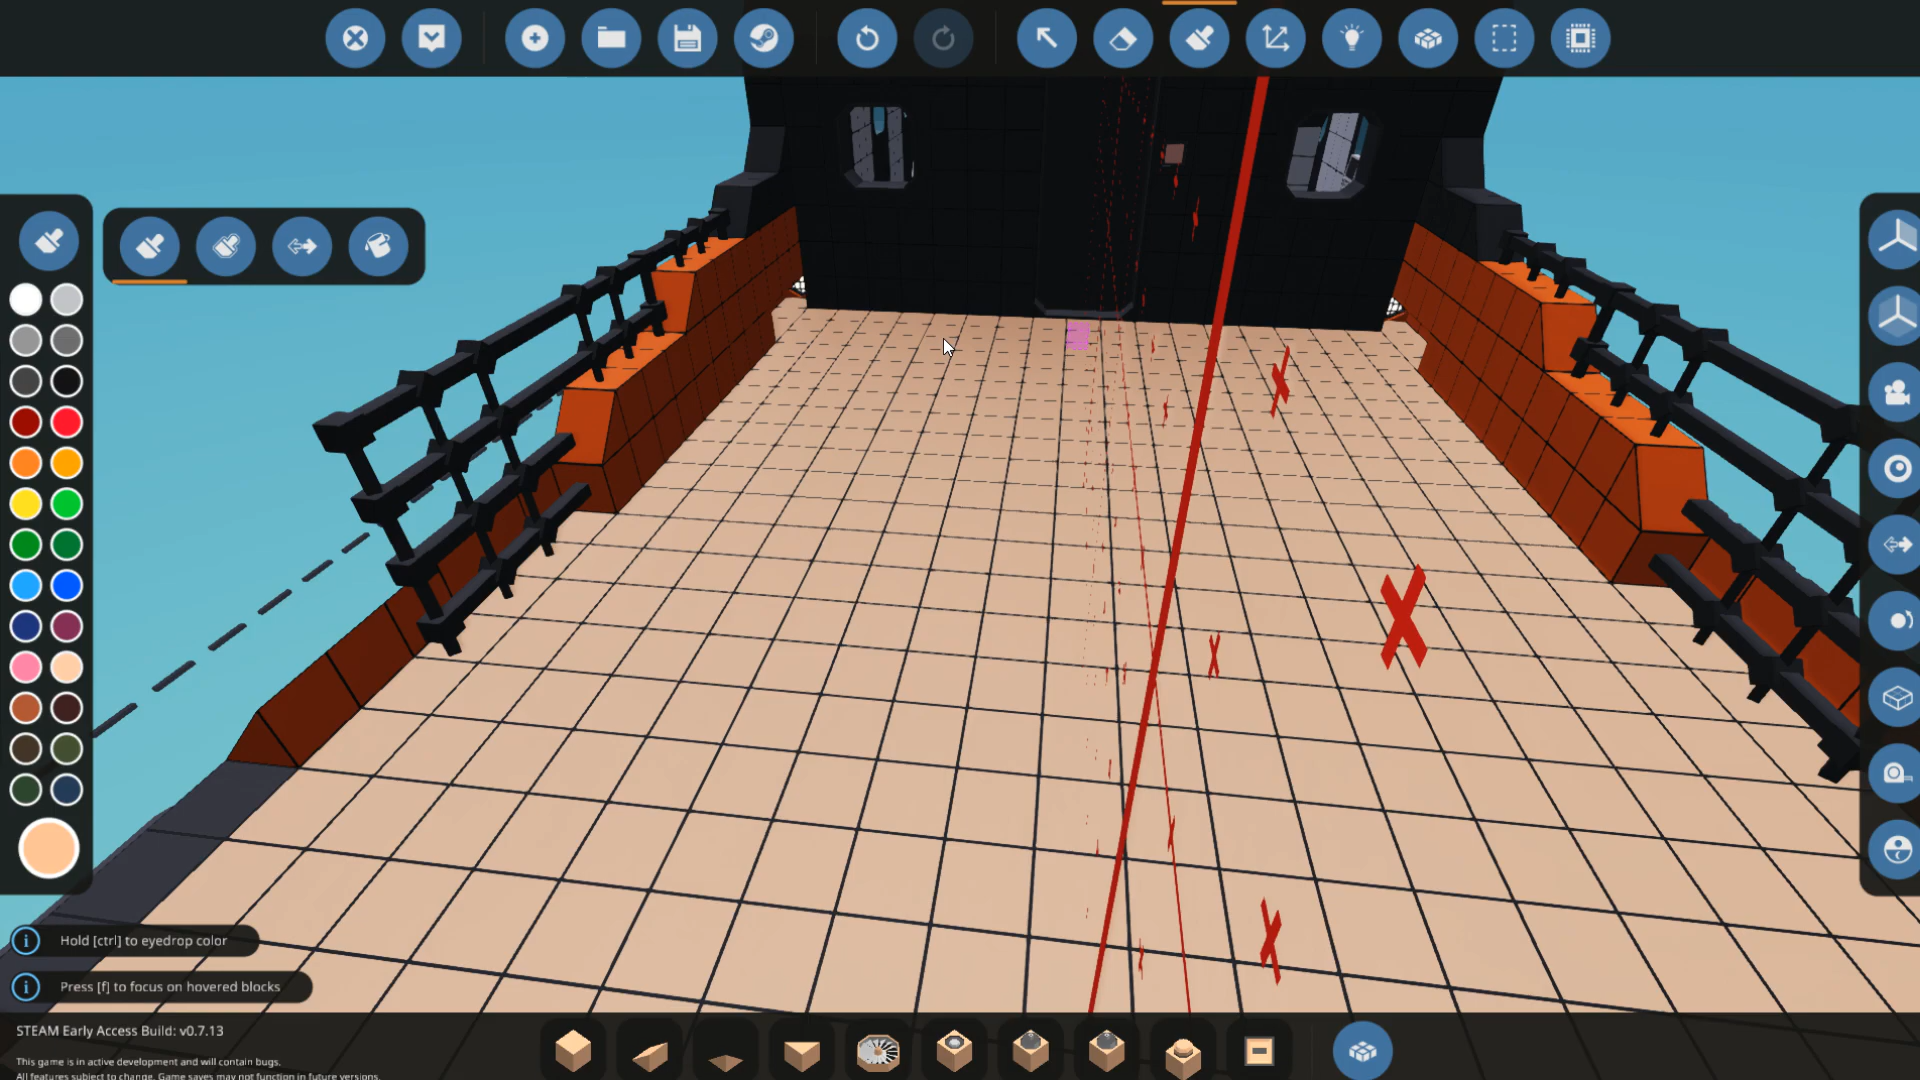 Hold [ctrl] to eyedrop color
Press [f] to focus on hovered blocks
STEAM Early Access Build: v0.7.13
This game is in active development and will contain bugs.
All features subject to change. Game saves may not function in future versions.